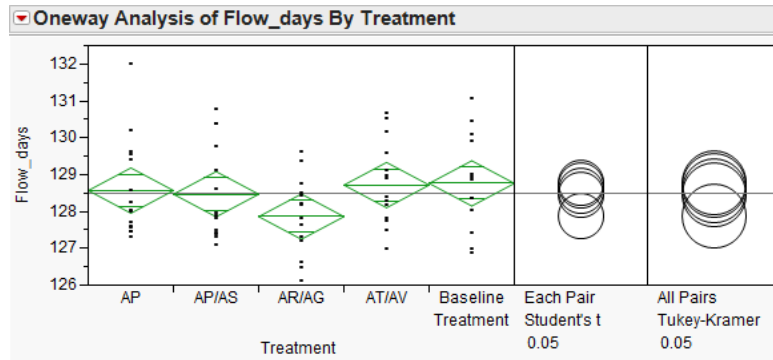 Oneway Analysis of Flow_days By Treatment
132
131
130
129
128
127
126
Flow_days
AP
AP/AS
AR/AG
AT/AV
Baseline
Treatment
Treatment
Each Pair
Student's t
0.05
All Pairs
Tukey-Kramer
0.05